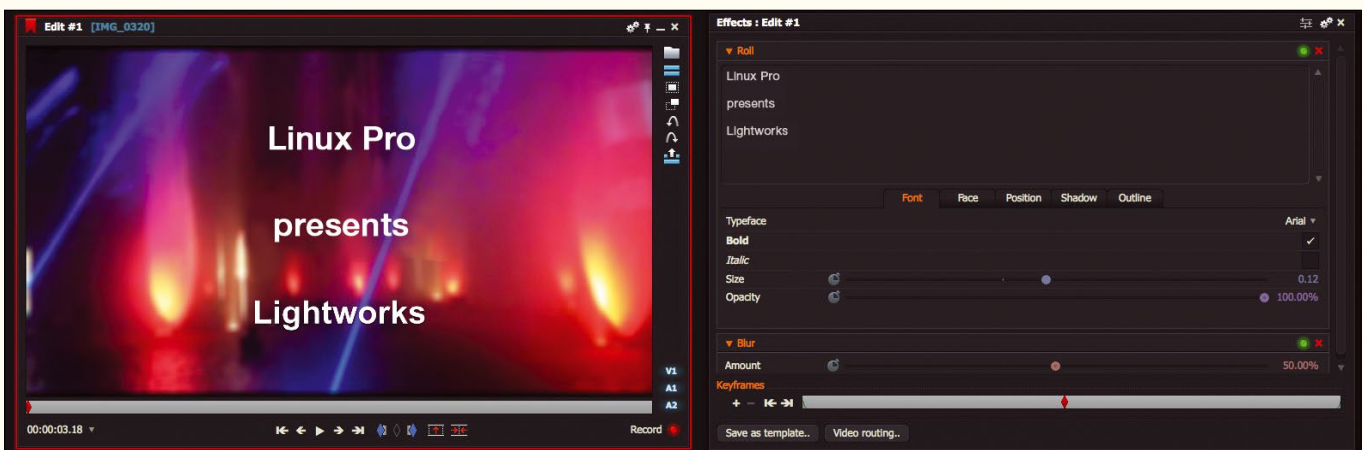 Edit #1 [IMG_0320]
Linux Pro
presents
Lightworks
V1
A1
A2
00:00:03.18
Record
Effects : Edit #1
Roll
Linux Pro
presents
Lightworks
Font Face Position Shadow Outline
Typeface Arial
Bold
Italic
Size 0.12
Opacity 100.00%
Blur
Amount 50.00%
Keyframes
Save as template.. Video routing..